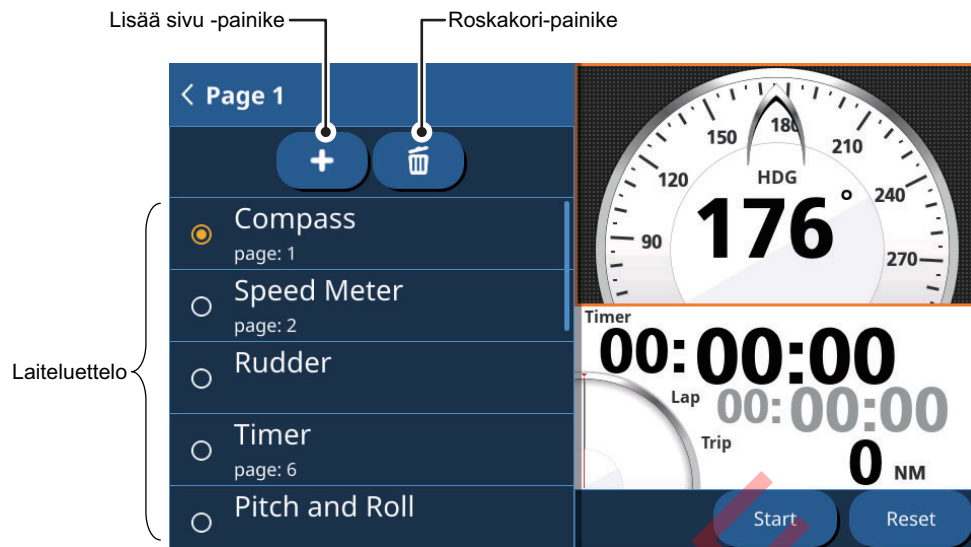 Lisää sivu -painike
Roskakori-painike
Page 1
Compass
page: 1
Speed Meter
page: 2
Rudder
Timer
page: 6
Pitch and Roll
Laiteluettelo
90
120
150
180
210
240
270
HDG
176°
Timer
00:00:00
Lap
00:00:00
Trip
0 NM
Start
Reset